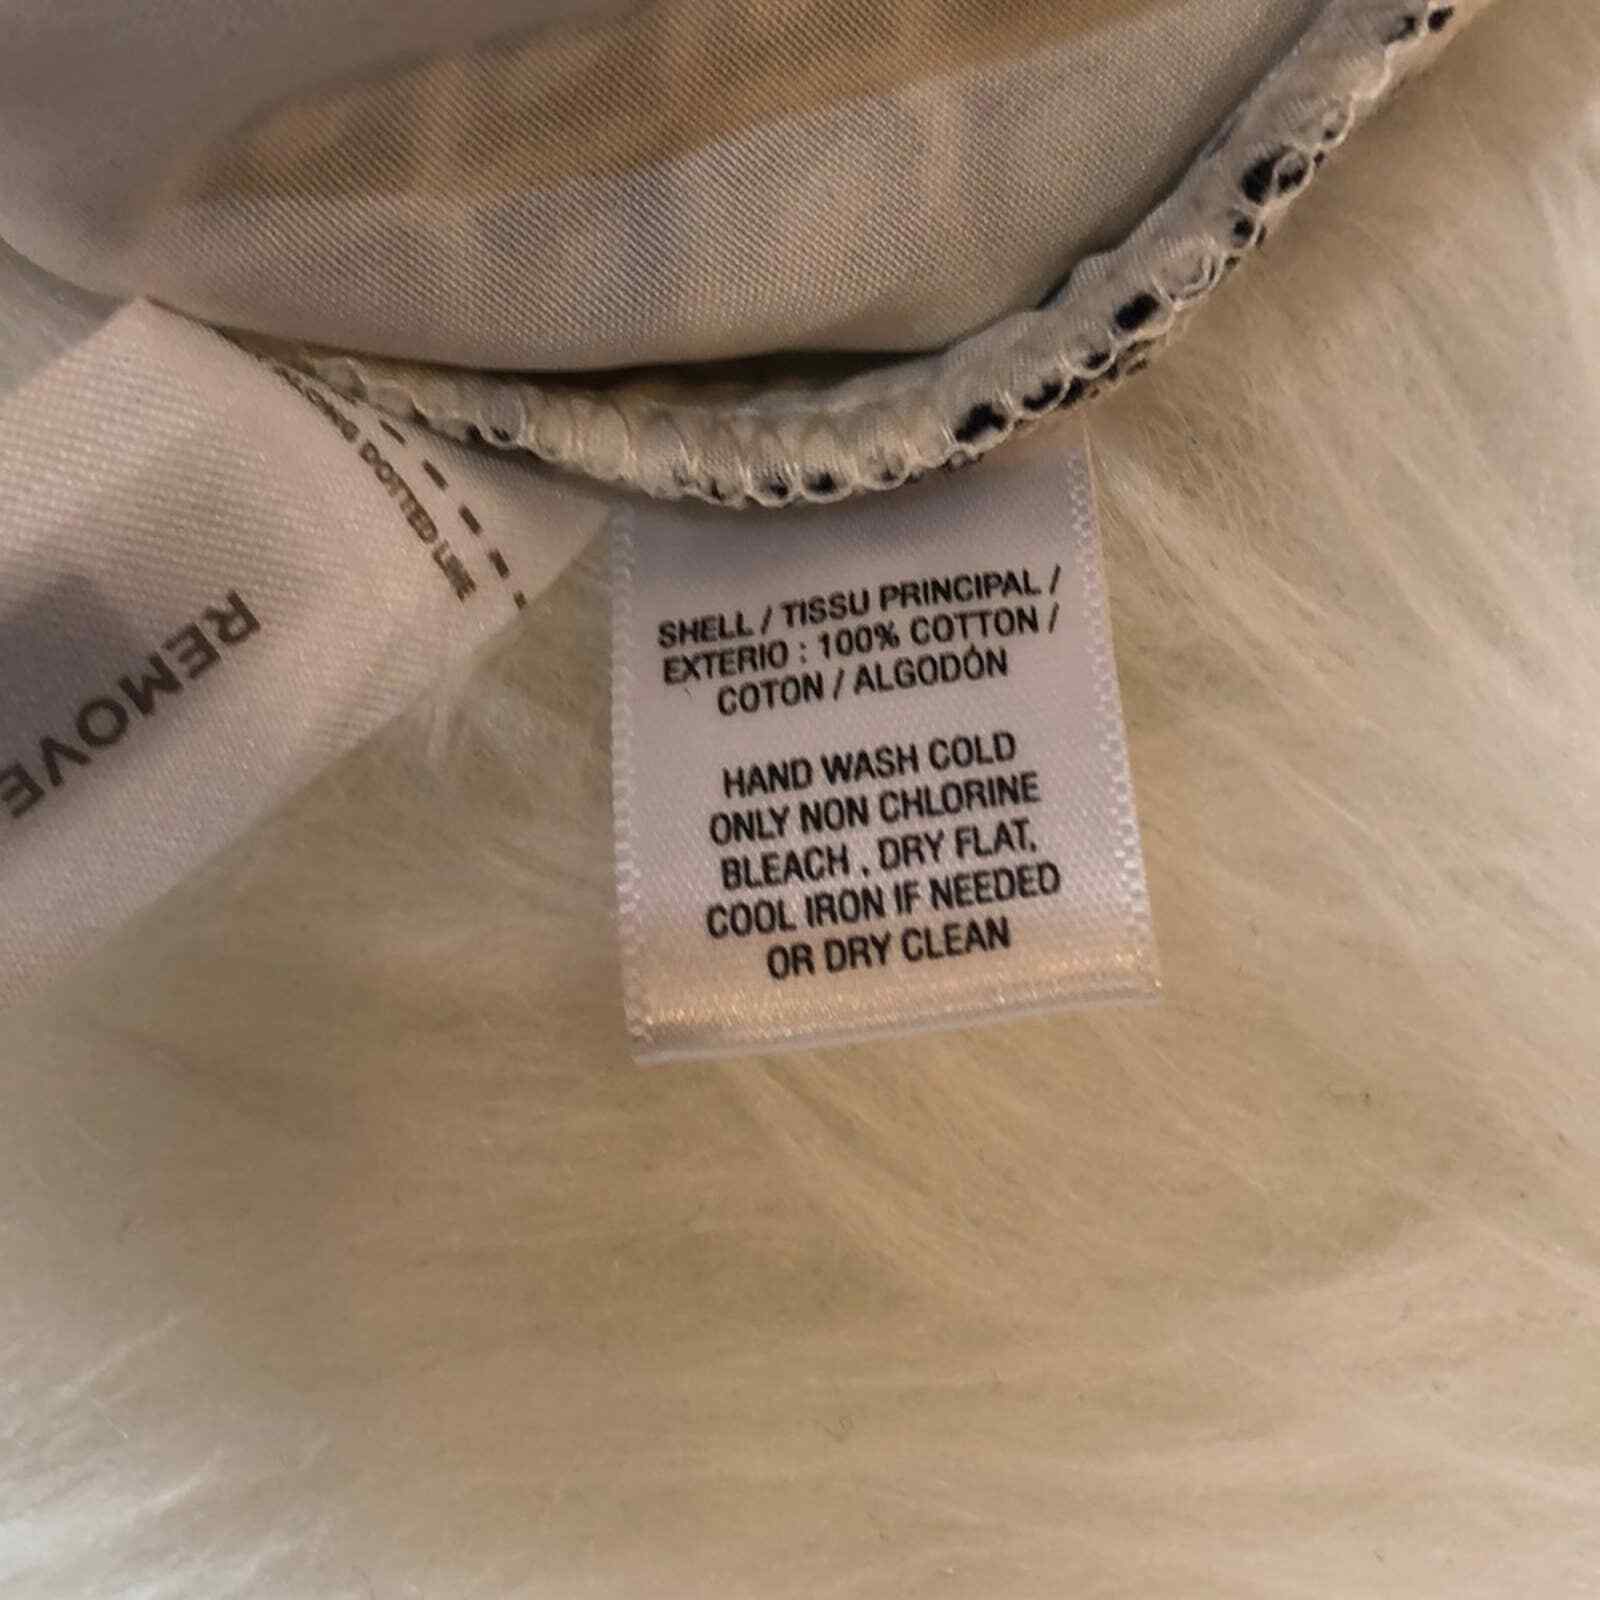 SHELL / TISSU PRINCIPAL /
EXTERIO : 100% COTTON /
COTON / ALGODÓN
HAND WASH COLD
ONLY NON CHLORINE
BLEACH , DRY FLAT,
COOL IRON IF NEEDED
OR DRY CLEAN
DOTTED LINE
REMOVE